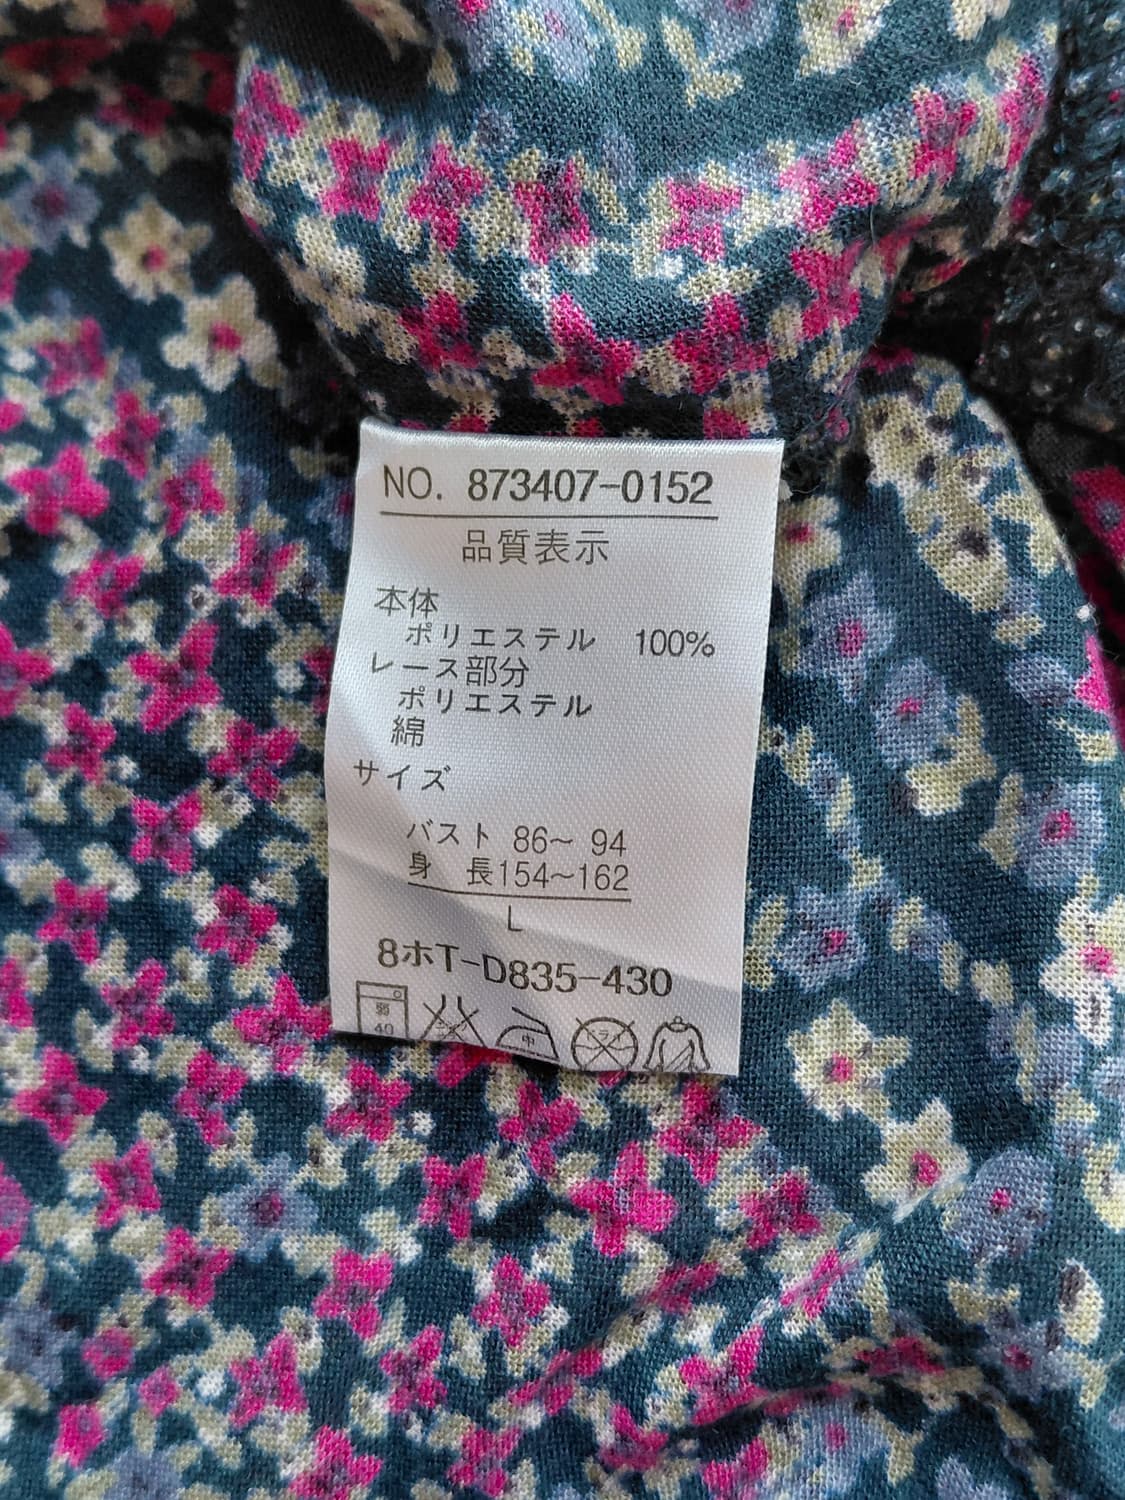 NO. 873407-0152
品質表示
本体
ポリエステル 100%
レース部分
ポリエステル
綿
サイズ
バスト 86～ 94
身 長154～162
L
8ホT-D835-430
40
中